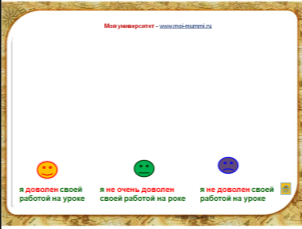 Моя университет – www.moi-mummi.ru
я доволен своей работой на уроке
я не очень доволен своей работой на роке
я не доволен своей работой на уроке